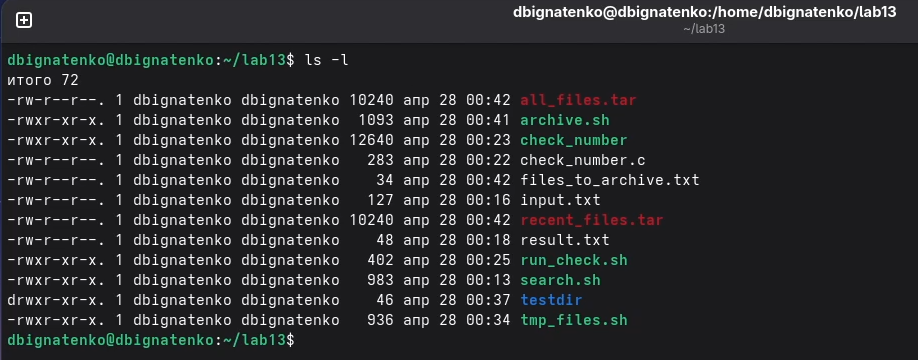 dbignatenko@dbignatenko:/home/dbignatenko/lab13
~/lab13
dbignatenko@dbignatenko:~/lab13$ ls -l
итого 72
-rw-r--r--. 1 dbignatenko dbignatenko 10240 апр 28 00:42 all_files.tar
-rwxr-xr-x. 1 dbignatenko dbignatenko  1093 апр 28 00:41 archive.sh
-rwxr-xr-x. 1 dbignatenko dbignatenko 12640 апр 28 00:23 check_number
-rw-r--r--. 1 dbignatenko dbignatenko   283 апр 28 00:22 check_number.c
-rw-r--r--. 1 dbignatenko dbignatenko    34 апр 28 00:42 files_to_archive.txt
-rw-r--r--. 1 dbignatenko dbignatenko   127 апр 28 00:16 input.txt
-rw-r--r--. 1 dbignatenko dbignatenko 10240 апр 28 00:42 recent_files.tar
-rw-r--r--. 1 dbignatenko dbignatenko    48 апр 28 00:18 result.txt
-rwxr-xr-x. 1 dbignatenko dbignatenko   402 апр 28 00:25 run_check.sh
-rwxr-xr-x. 1 dbignatenko dbignatenko   983 апр 28 00:13 search.sh
drwxr-xr-x. 1 dbignatenko dbignatenko    46 апр 28 00:37 testdir
-rwxr-xr-x. 1 dbignatenko dbignatenko   936 апр 28 00:34 tmp_files.sh
dbignatenko@dbignatenko:~/lab13$